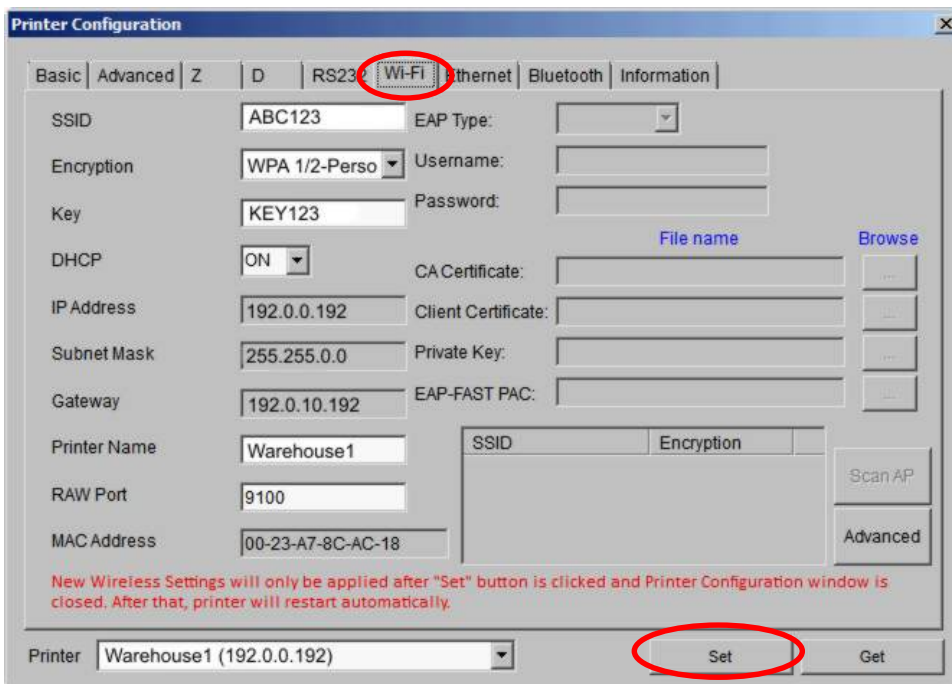 Printer Configuration
Basic Advanced Z D RS232 Wi-Fi Ethernet Bluetooth Information
SSID ABC123 EAP Type:
Encryption WPA 1/2-Perso Username:
Key KEY123 Password:
File name Browse
DHCP ON CA Certificate: ...
IP Address 192.0.0.192 Client Certificate: ...
Subnet Mask 255.255.0.0 Private Key: ...
Gateway 192.0.10.192 EAP-FAST PAC: ...
Printer Name Warehouse1 SSID Encryption
RAW Port 9100 Scan AP
MAC Address 00-23-A7-8C-AC-18 Advanced
New Wireless Settings will only be applied after "Set" button is clicked and Printer Configuration window is
closed. After that, printer will restart automatically.
Printer Warehouse1 (192.0.0.192) Set Get